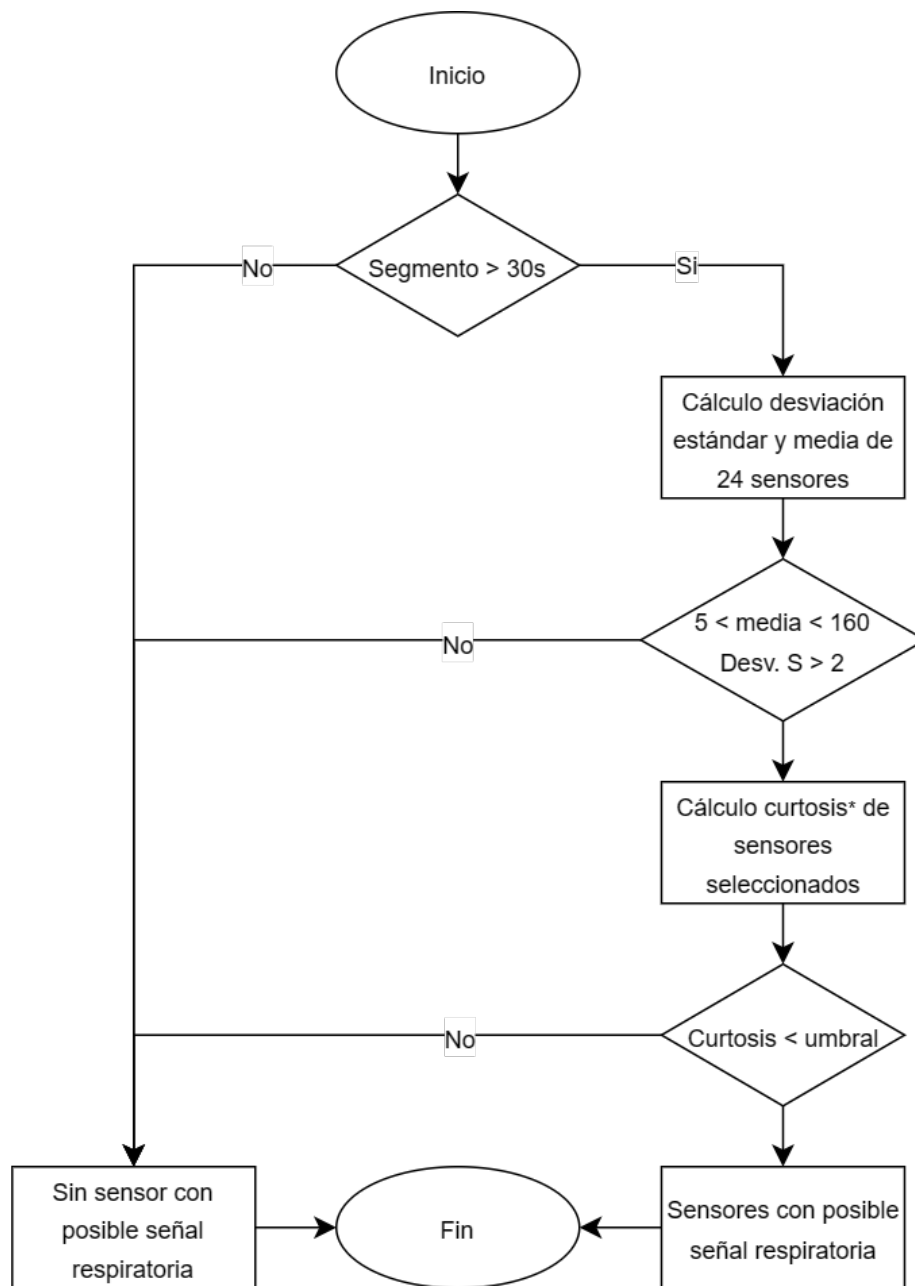 Inicio
Segmento > 30s
No
Si
Cálculo desviación
estándar y media de
24 sensores
5 < media < 160
Desv. S > 2
No
Cálculo curtosis* de
sensores
seleccionados
Curtosis < umbral
No
Sin sensor con
posible señal
respiratoria
Fin
Sensores con posible
señal respiratoria